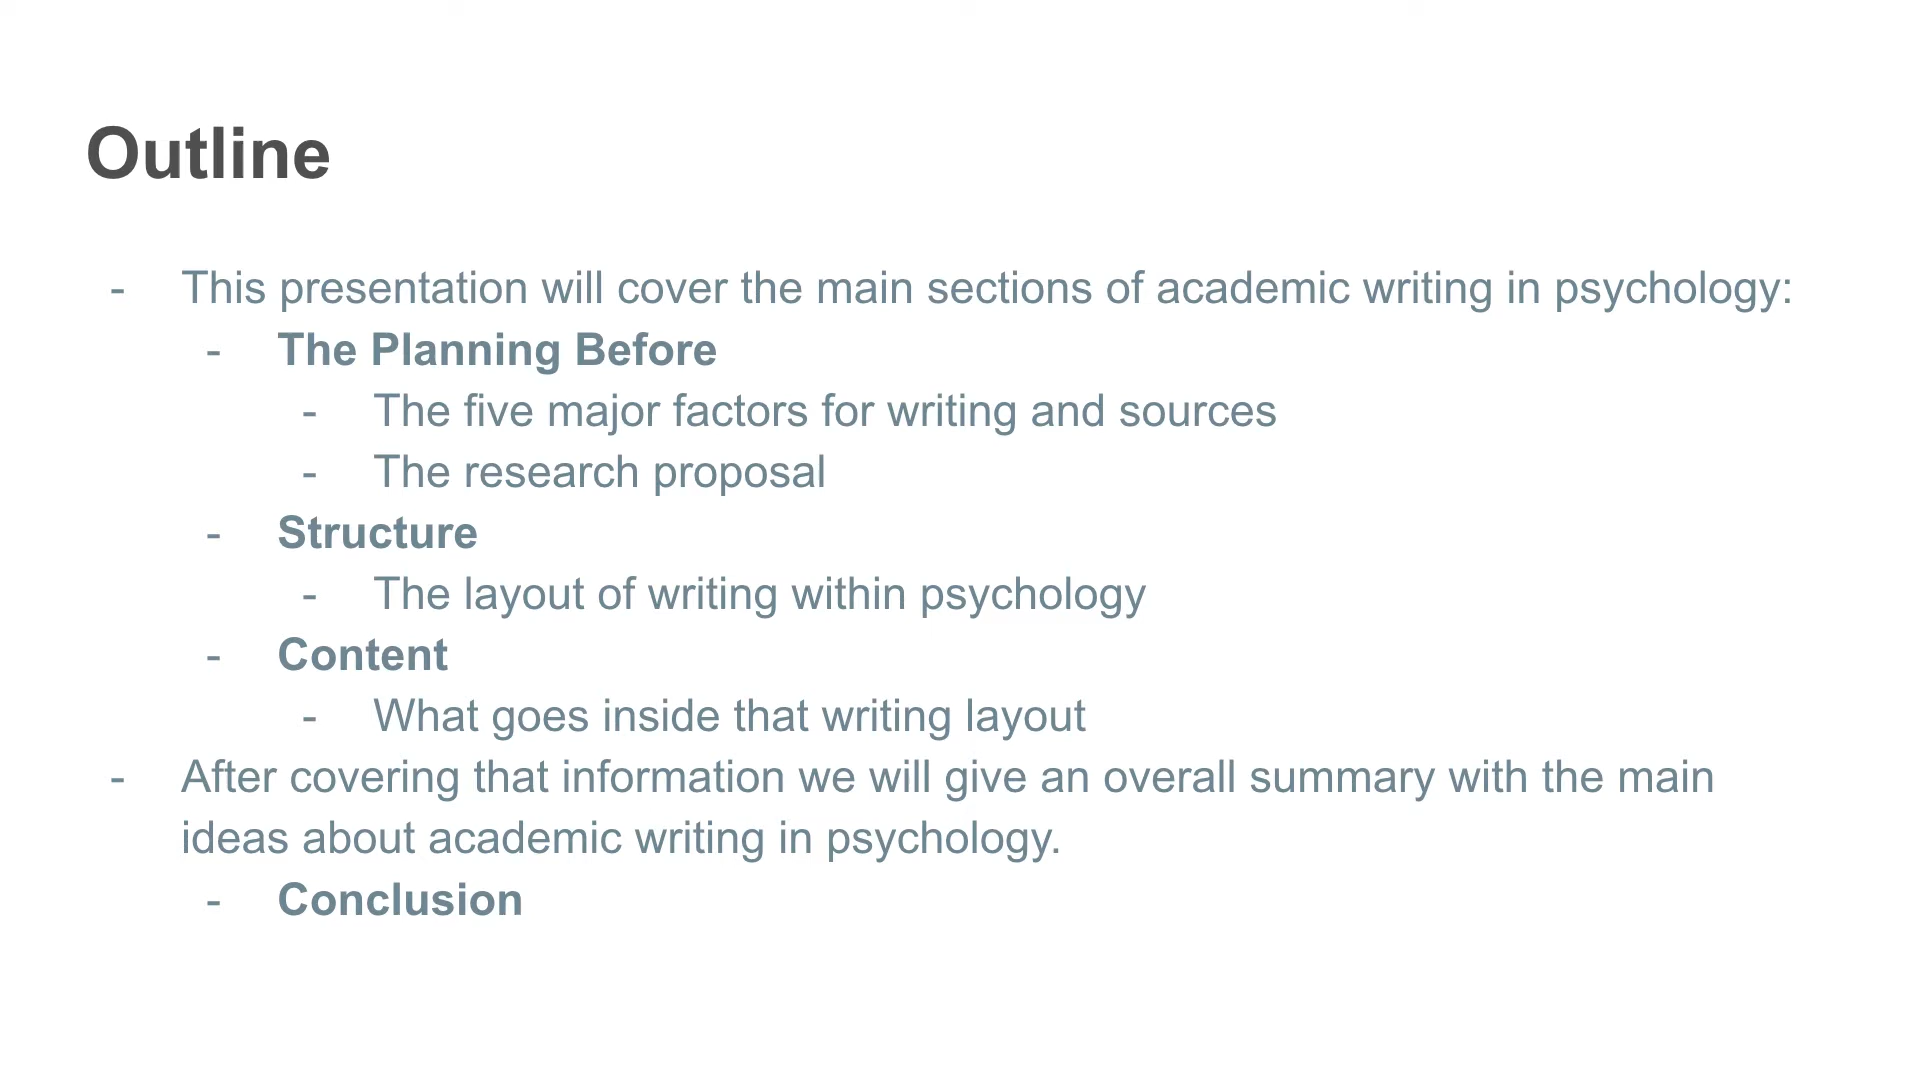 Outline
- This presentation will cover the main sections of academic writing in psychology:
- The Planning Before
- The five major factors for writing and sources
- The research proposal
- Structure
- The layout of writing within psychology
- Content
- What goes inside that writing layout
- After covering that information we will give an overall summary with the main
ideas about academic writing in psychology.
- Conclusion